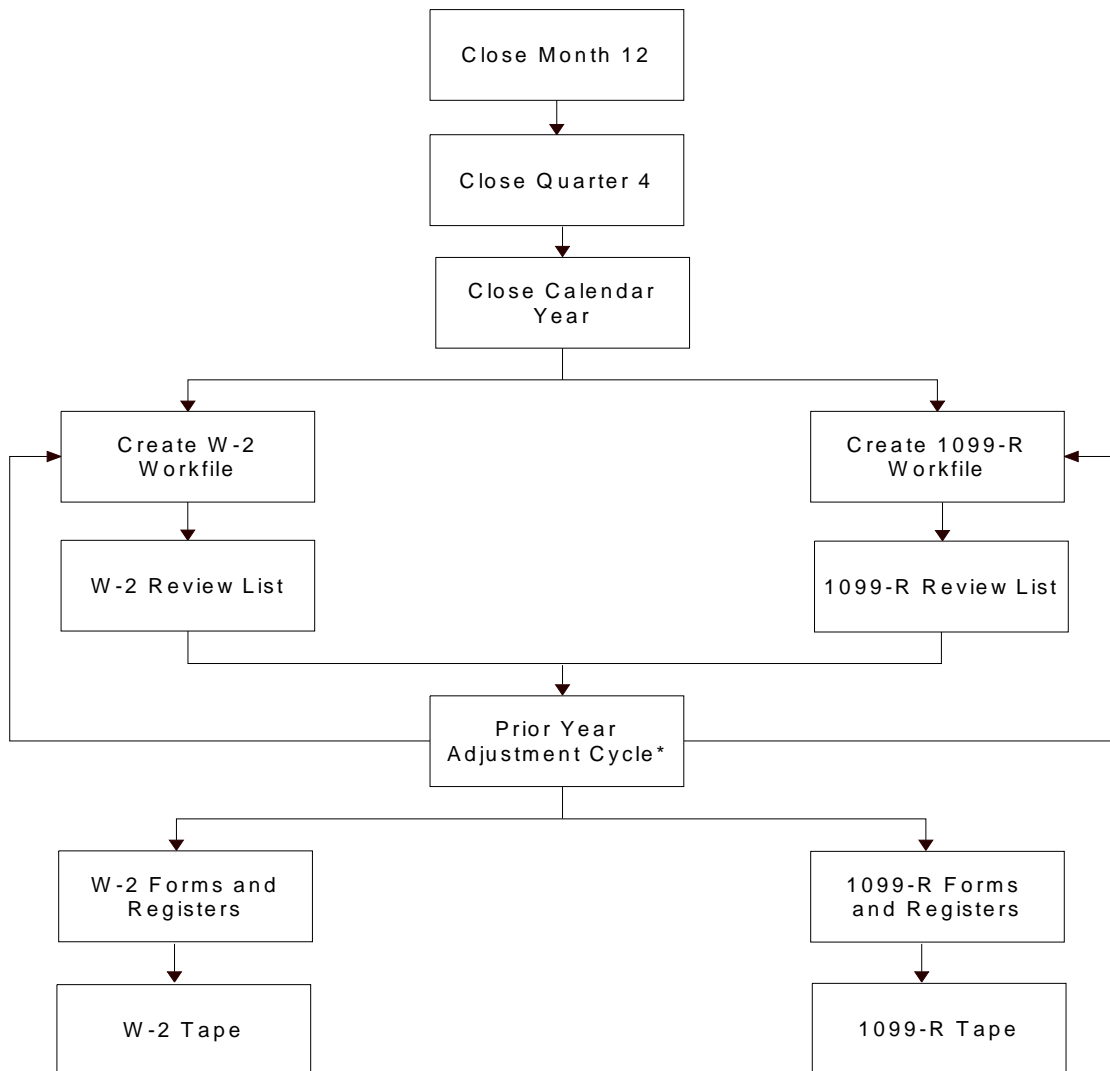 Close Month 12
Close Quarter 4
Close Calendar
Year
Create W-2
Workfile
Create 1099-R
Workfile
W-2 Review List
1099-R Review List
Prior Year
Adjustment Cycle*
W-2 Forms and
Registers
1099-R Forms
and Registers
W-2 Tape
1099-R Tape